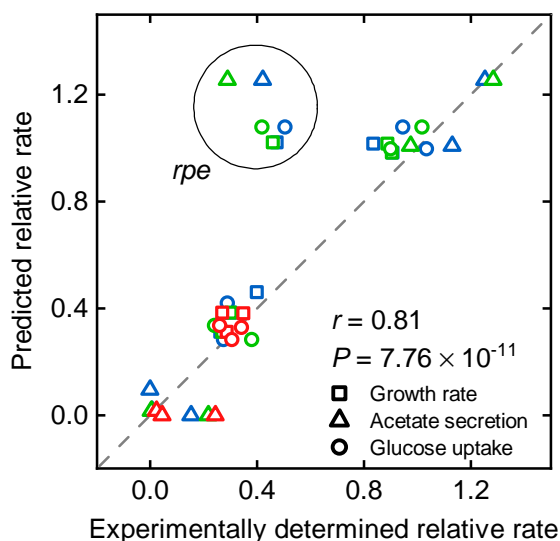 1.2
0.8
0.4
0.0
Predicted relative rate
rpe
r = 0.81
P = 7.76 × 10⁻¹¹
Growth rate
Acetate secretion
Glucose uptake
0.0 0.4 0.8 1.2
Experimentally determined relative rate